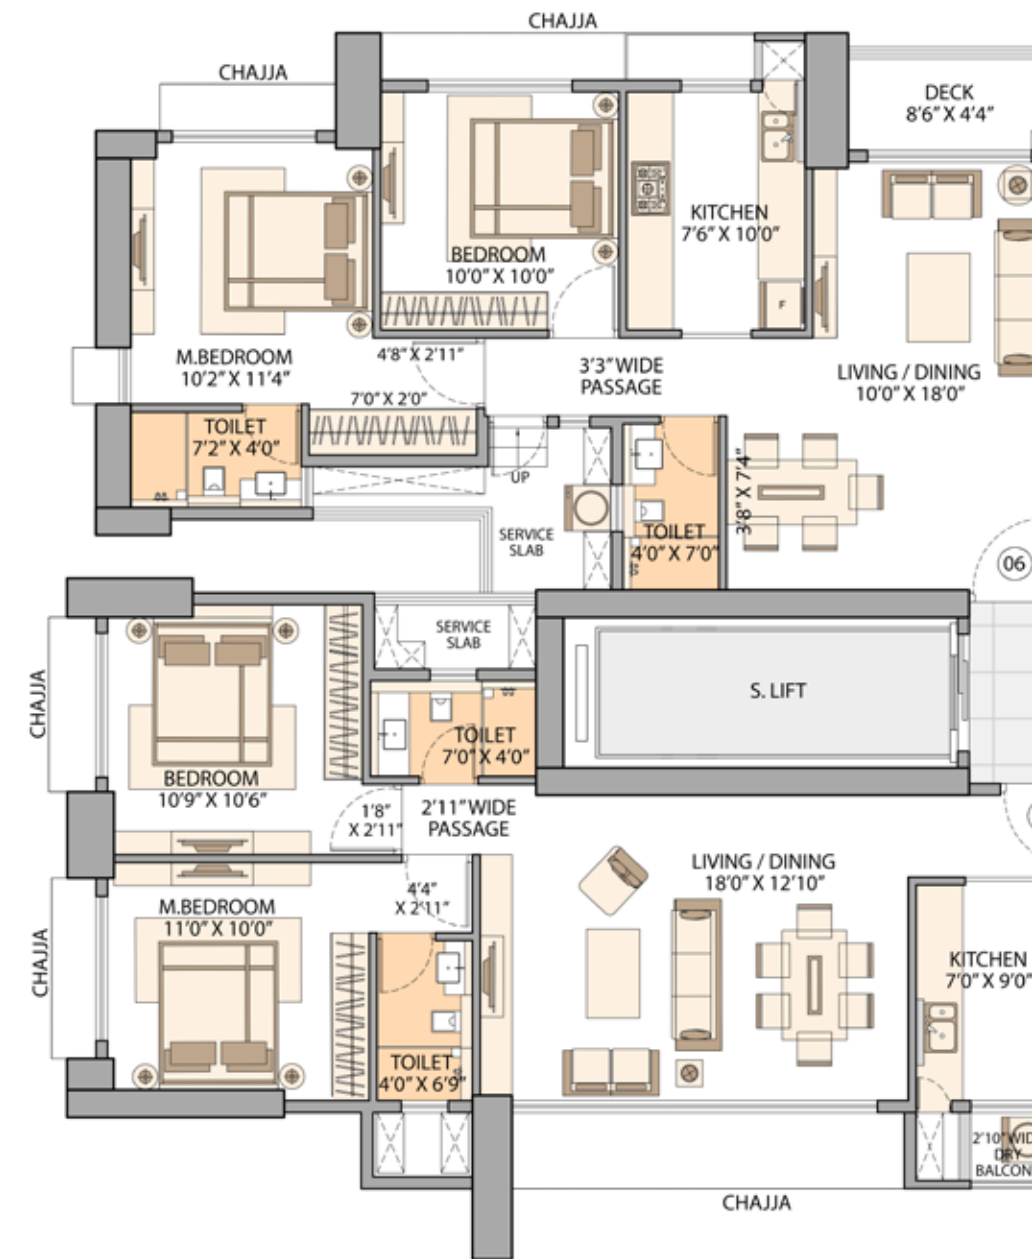 CHAJJA
CHAJJA
DECK
8'6" X 4'4"
KITCHEN
7'6" X 10'0"
BEDROOM
10'0" X 10'0"
F
M.BEDROOM
10'2" X 11'4"
4'8" X 2'11"
3'3" WIDE
PASSAGE
LIVING / DINING
10'0" X 18'0"
7'0" X 2'0"
TOILET
7'2" X 4'0"
UP
SERVICE
SLAB
TOILET
4'0" X 7'0"
3'8" X 7'4"
06
SERVICE
SLAB
S. LIFT
CHAJJA
TOILET
7'0" X 4'0"
BEDROOM
10'9" X 10'6"
1'8"
X 2'11"
2'11" WIDE
PASSAGE
LIVING / DINING
18'0" X 12'10"
4'4"
X 2'11"
M.BEDROOM
11'0" X 10'0"
CHAJJA
KITCHEN
7'0" X 9'0"
TOILET
4'0" X 6'9"
2'10" WID
DRY
BALCON
CHAJJA